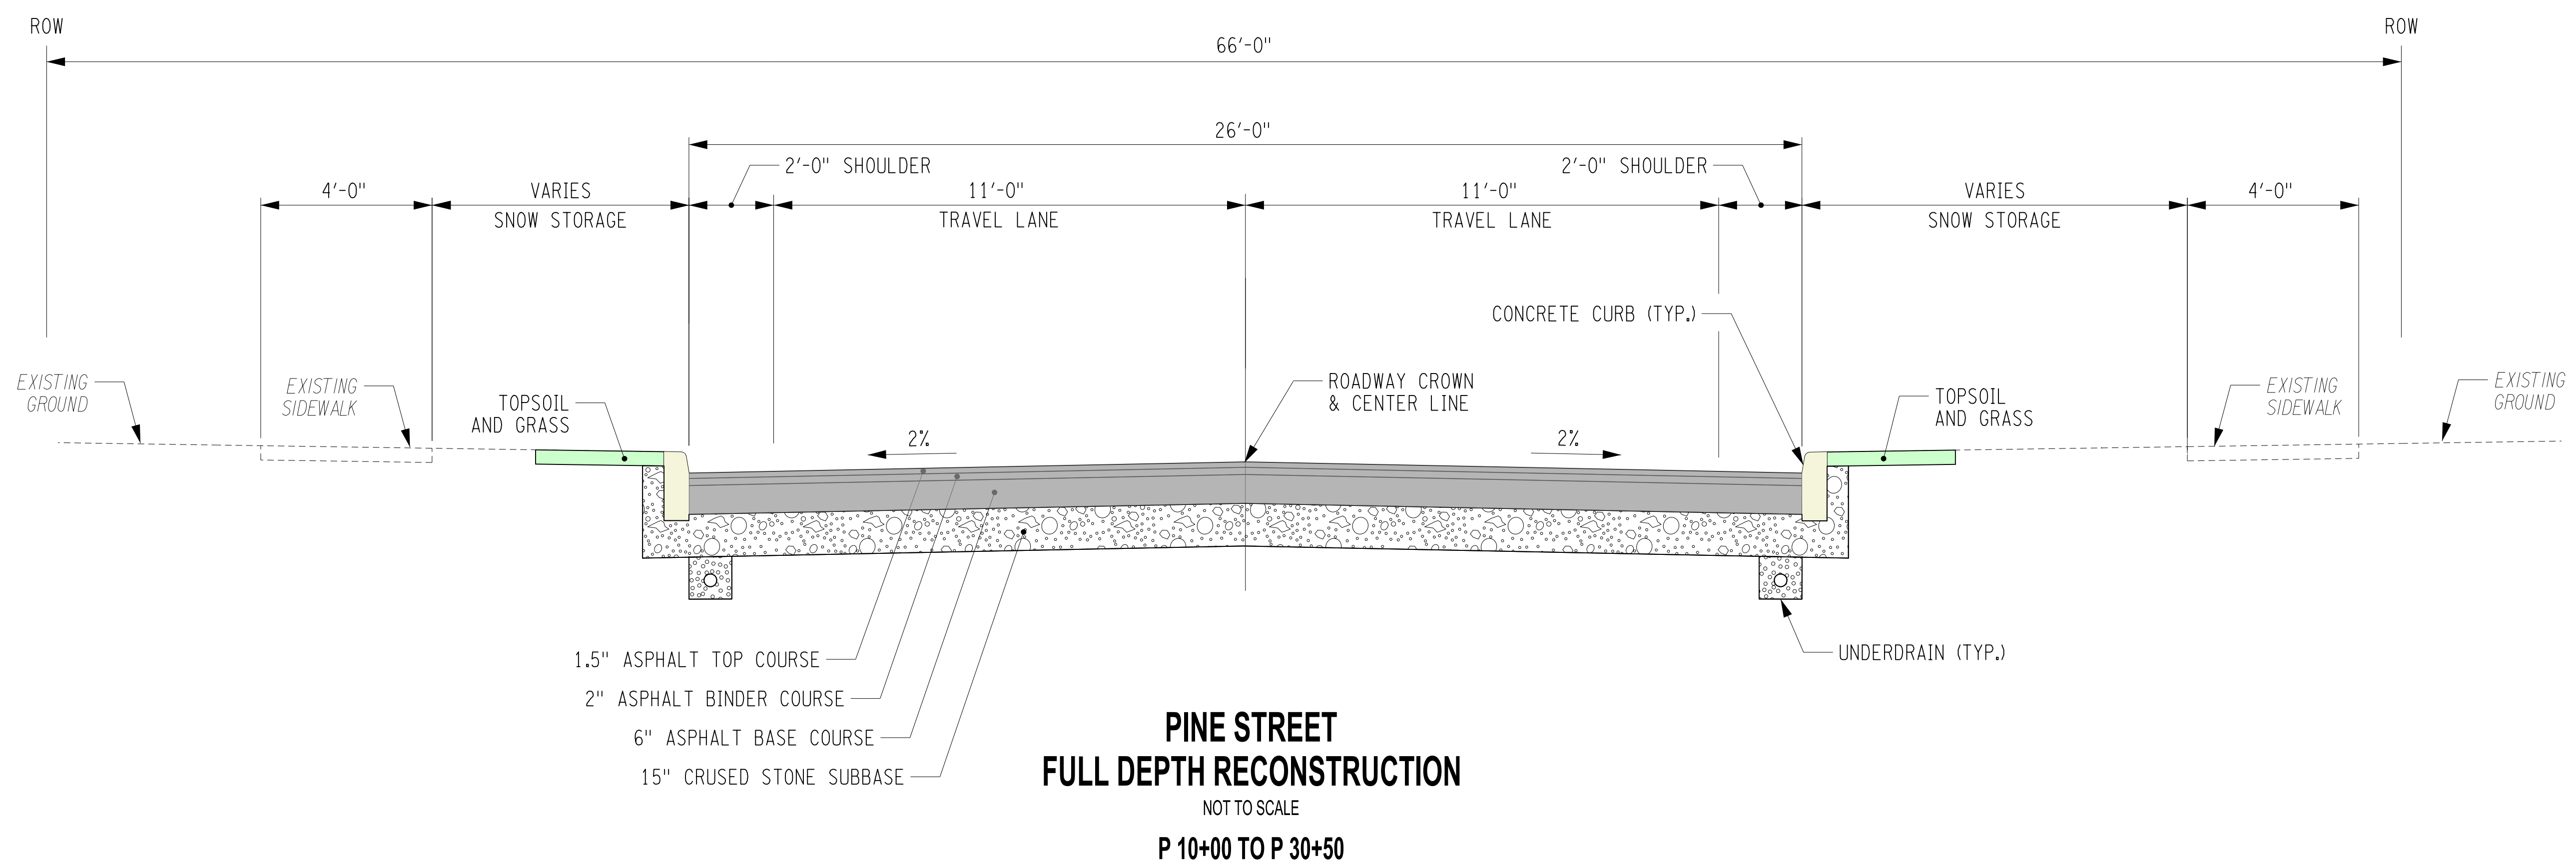 ROW
ROW
66'-0"
26'-0"
2'-0" SHOULDER
2'-0" SHOULDER
4'-0"
VARIES
SNOW STORAGE
11'-0"
TRAVEL LANE
11'-0"
TRAVEL LANE
VARIES
SNOW STORAGE
4'-0"
CONCRETE CURB (TYP.)
EXISTING
GROUND
EXISTING
SIDEWALK
TOPSOIL
AND GRASS
2%
ROADWAY CROWN
& CENTER LINE
2%
TOPSOIL
AND GRASS
EXISTING
SIDEWALK
EXISTING
GROUND
1.5" ASPHALT TOP COURSE
2" ASPHALT BINDER COURSE
6" ASPHALT BASE COURSE
15" CRUSED STONE SUBBASE
UNDERDRAIN (TYP.)
PINE STREET
FULL DEPTH RECONSTRUCTION
NOT TO SCALE
P 10+00 TO P 30+50